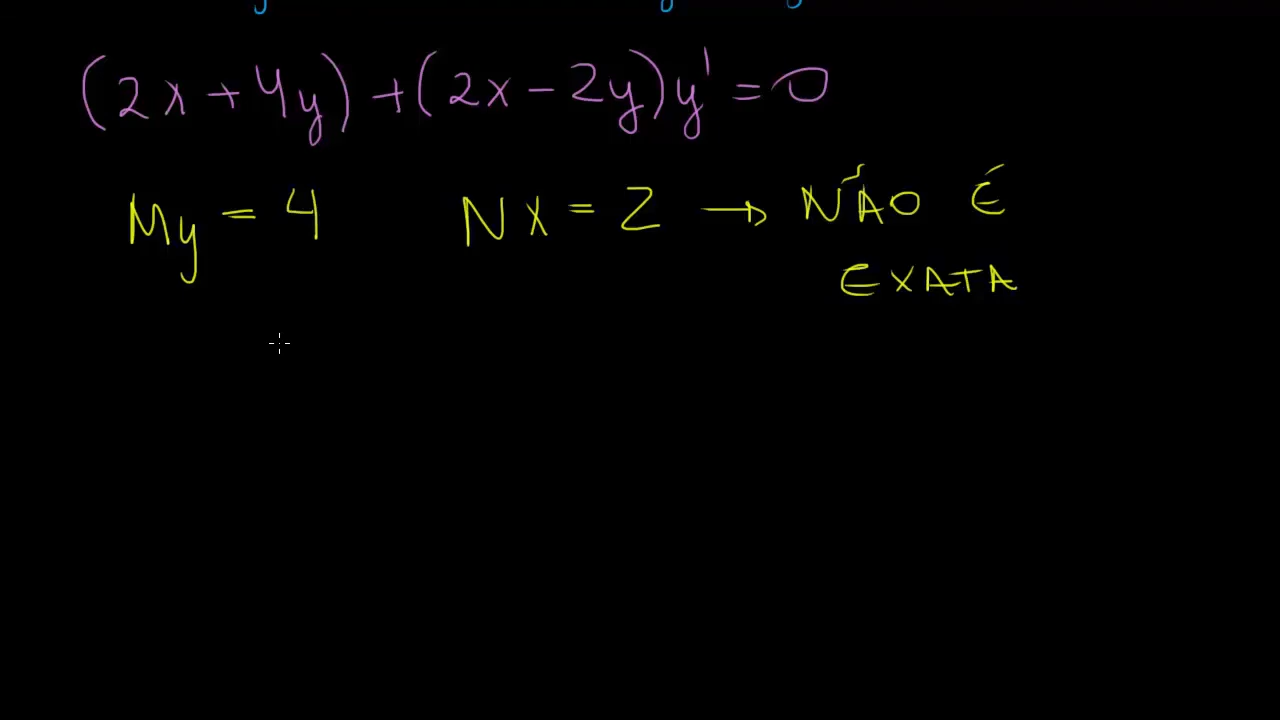 (2x + 4y) + (2x - 2y)y' = 0
My = 4 Nx = 2 → NÃO É
EXATA